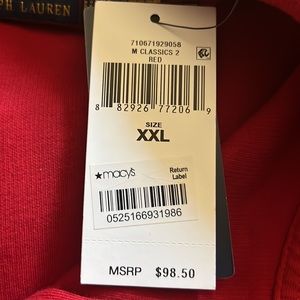 PH LAUREN
710671929058
M CLASSICS 2
RED
8 82926 77206 9
SIZE
XXL
★macy's
Return
Label
0525166931986
MSRP $98.50